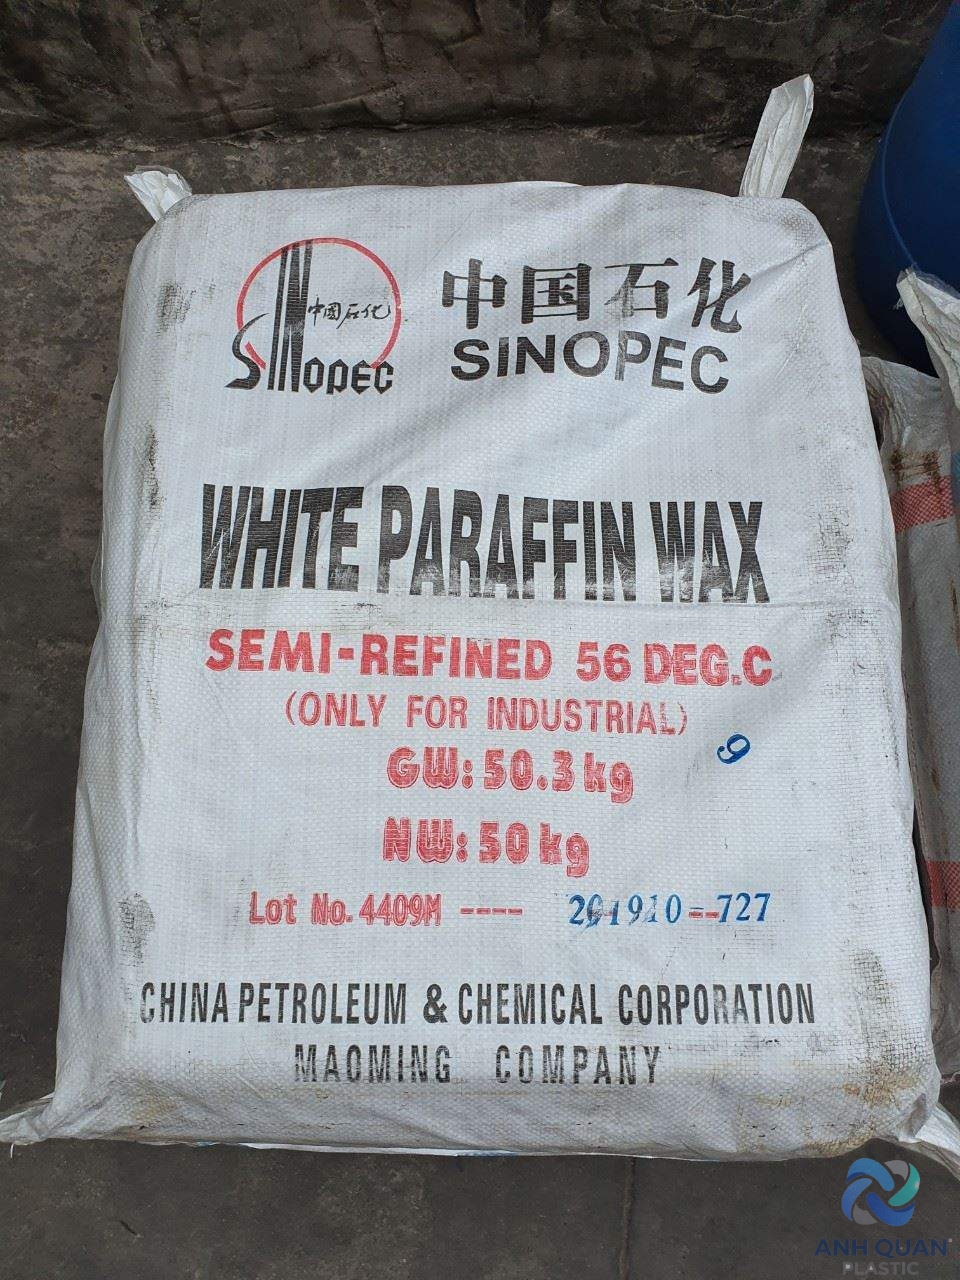 中國石化
SINOPEC
中国石化
SINOPEC
WHITE PARAFFIN WAX
SEMI-REFINED 56 DEG.C
(ONLY FOR INDUSTRIAL)
9
GW: 50.3 kg
NW: 50 kg
Lot No. 4409M ---- 201910--727
CHINA PETROLEUM & CHEMICAL CORPORATION
MAOMING COMPANY
ANH QUAN
PLASTIC